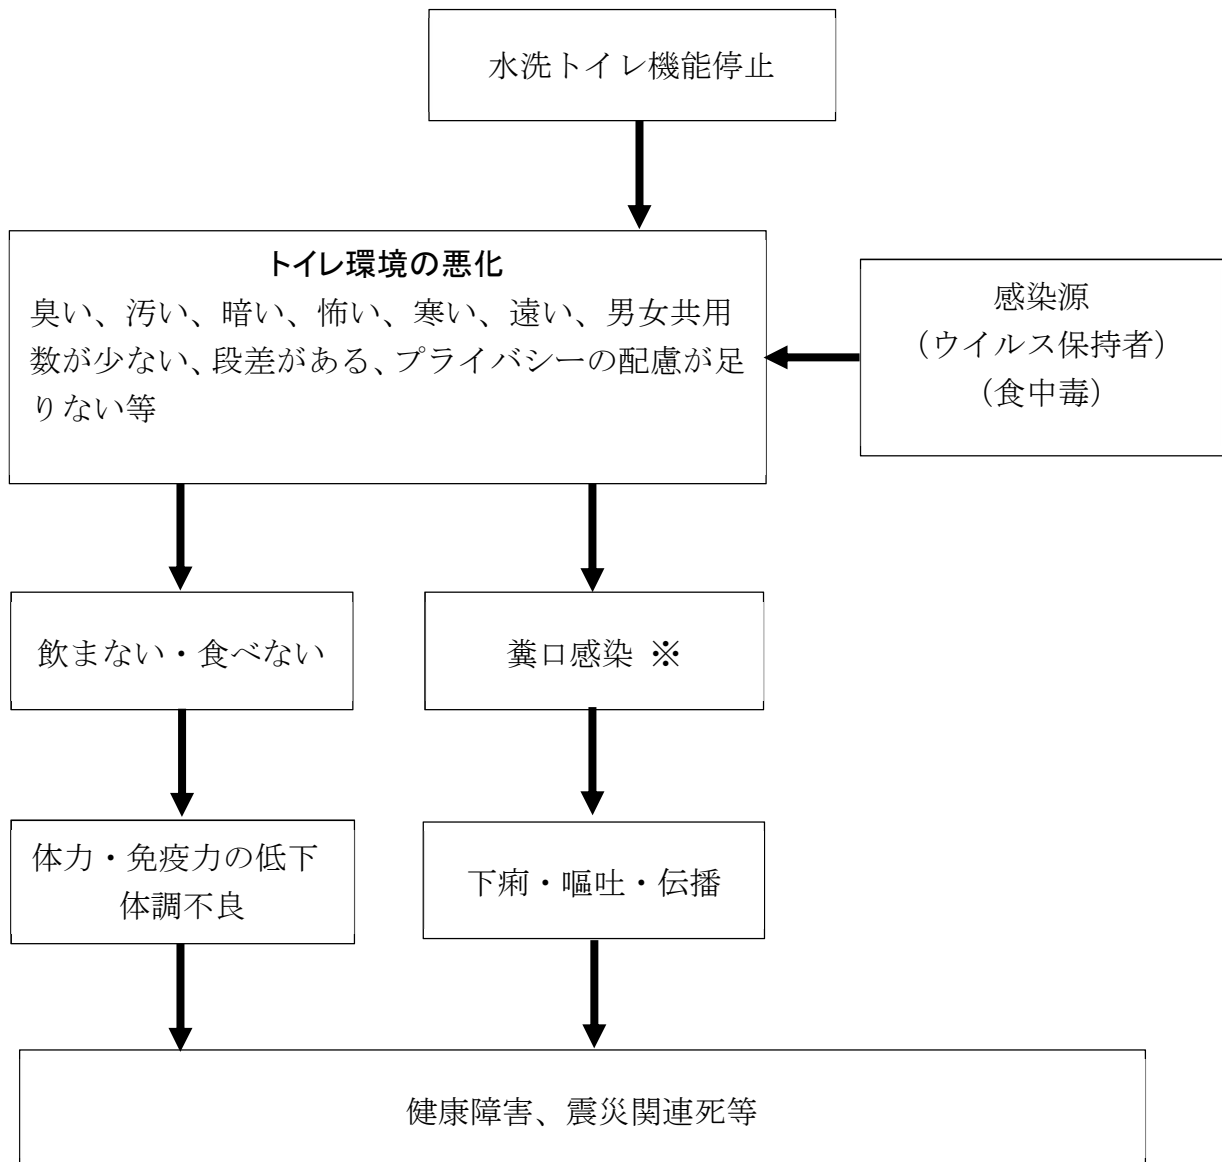 水洗トイレ機能停止
トイレ環境の悪化
臭い、汚い、暗い、怖い、寒い、遠い、男女共用
数が少ない、段差がある、プライバシーの配慮が足
りない等
感染源
（ウイルス保持者）
（食中毒）
飲まない・食べない
糞口感染 ※
体力・免疫力の低下
体調不良
下痢・嘔吐・伝播
健康障害、震災関連死等